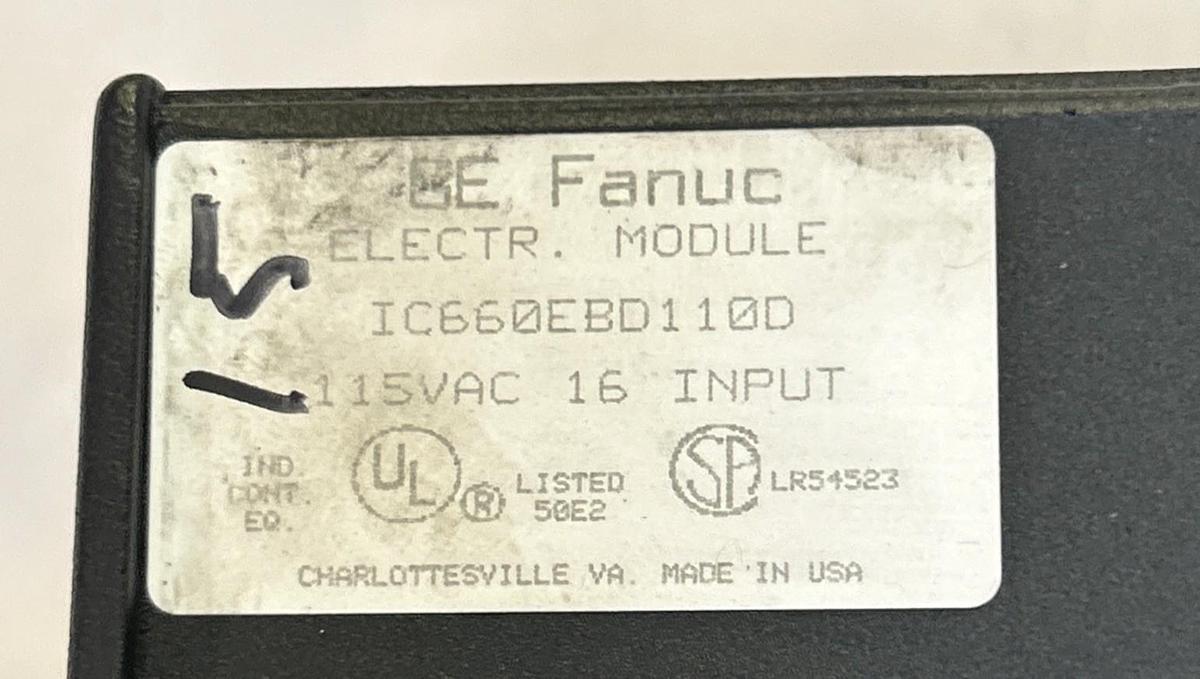 GE Fanuc
ELECTR. MODULE
IC660EBD110D
115VAC 16 INPUT
IND
CONT.
EQ.
UL
®
LISTED
50E2
SA
LR54523
CHARLOTTESVILLE VA. MADE IN USA